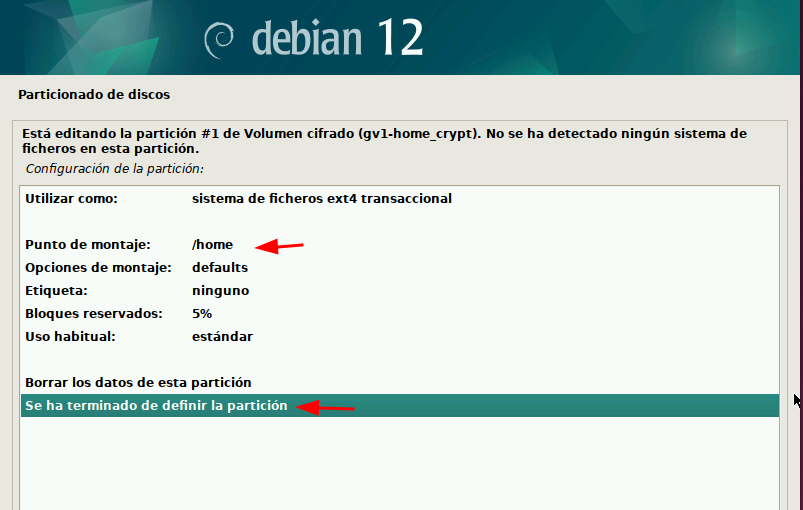 debian 12
Particionado de discos
Está editando la partición #1 de Volumen cifrado (gv1-home_crypt). No se ha detectado ningún sistema de
ficheros en esta partición.
Configuración de la partición:
Utilizar como: sistema de ficheros ext4 transaccional
Punto de montaje: /home
Opciones de montaje: defaults
Etiqueta: ninguno
Bloques reservados: 5%
Uso habitual: estándar
Borrar los datos de esta partición
Se ha terminado de definir la partición